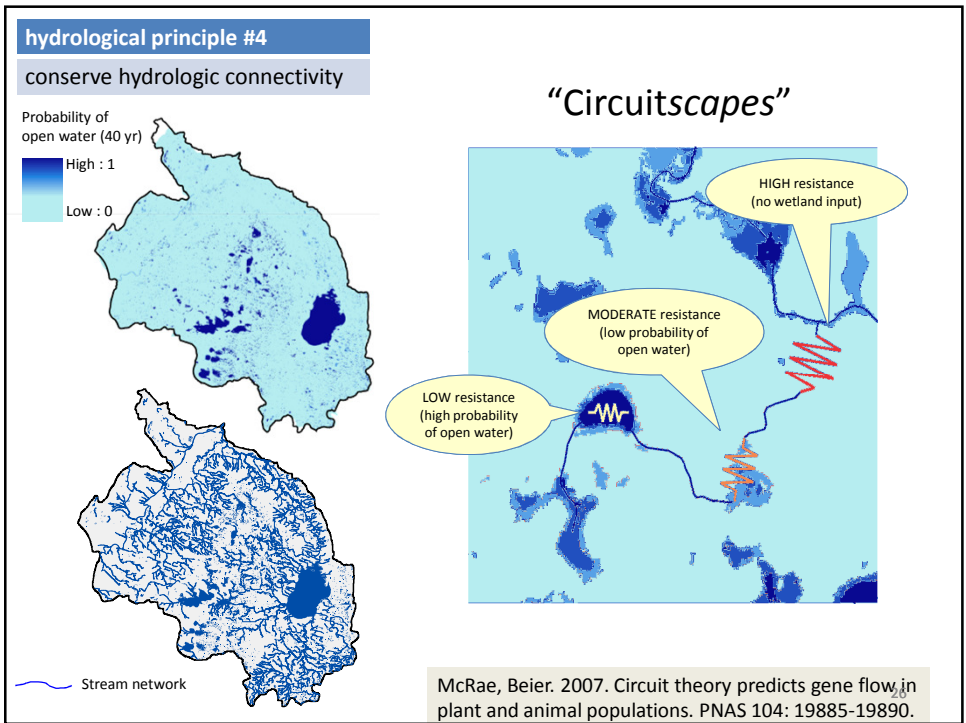 hydrological principle #4
conserve hydrologic connectivity
Probability of
open water (40 yr)
High : 1
Low : 0
Stream network
“Circuitscapes”
HIGH resistance
(no wetland input)
MODERATE resistance
(low probability of
open water)
LOW resistance
(high probability
of open water)
McRae, Beier. 2007. Circuit theory predicts gene flow in
plant and animal populations. PNAS 104: 19885-19890.
26